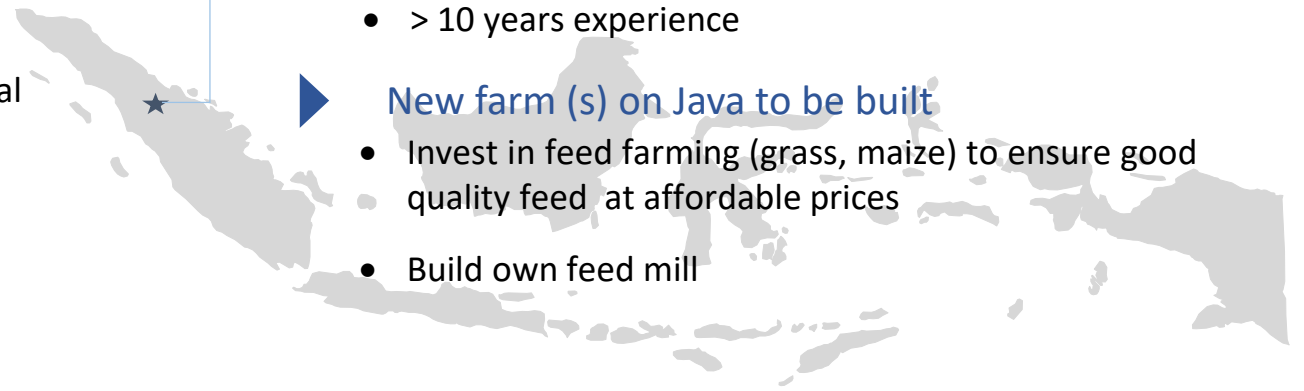 • > 10 years experience
al
New farm (s) on Java to be built
• Invest in feed farming (grass, maize) to ensure good
quality feed at affordable prices
• Build own feed mill